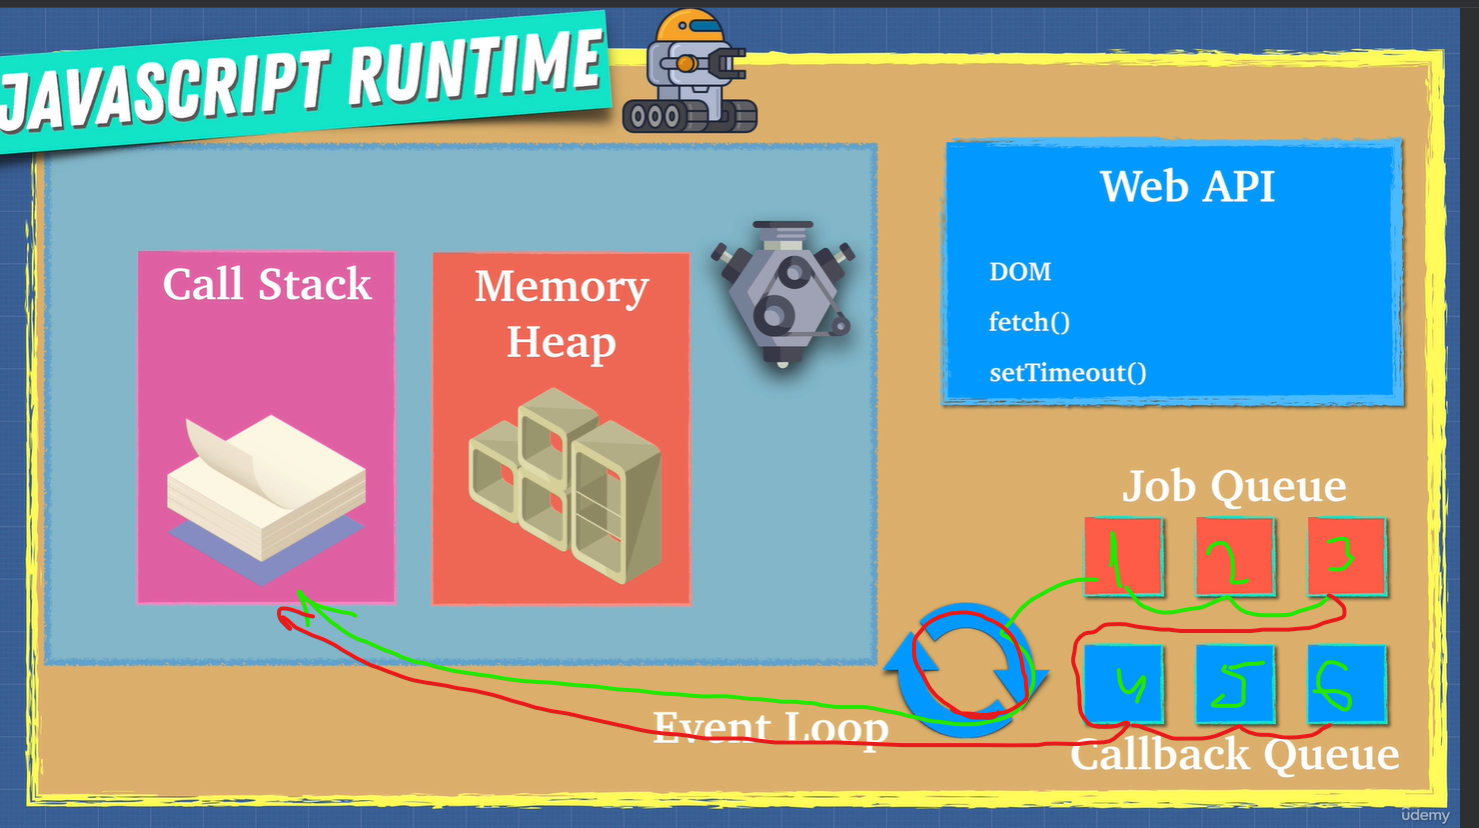 JAVASCRIPT RUNTIME
Web API
DOM
fetch()
setTimeout()
Call Stack
Memory
Heap
Job Queue
1 2 3
4 5 6
Event Loop
Callback Queue
ûdemy